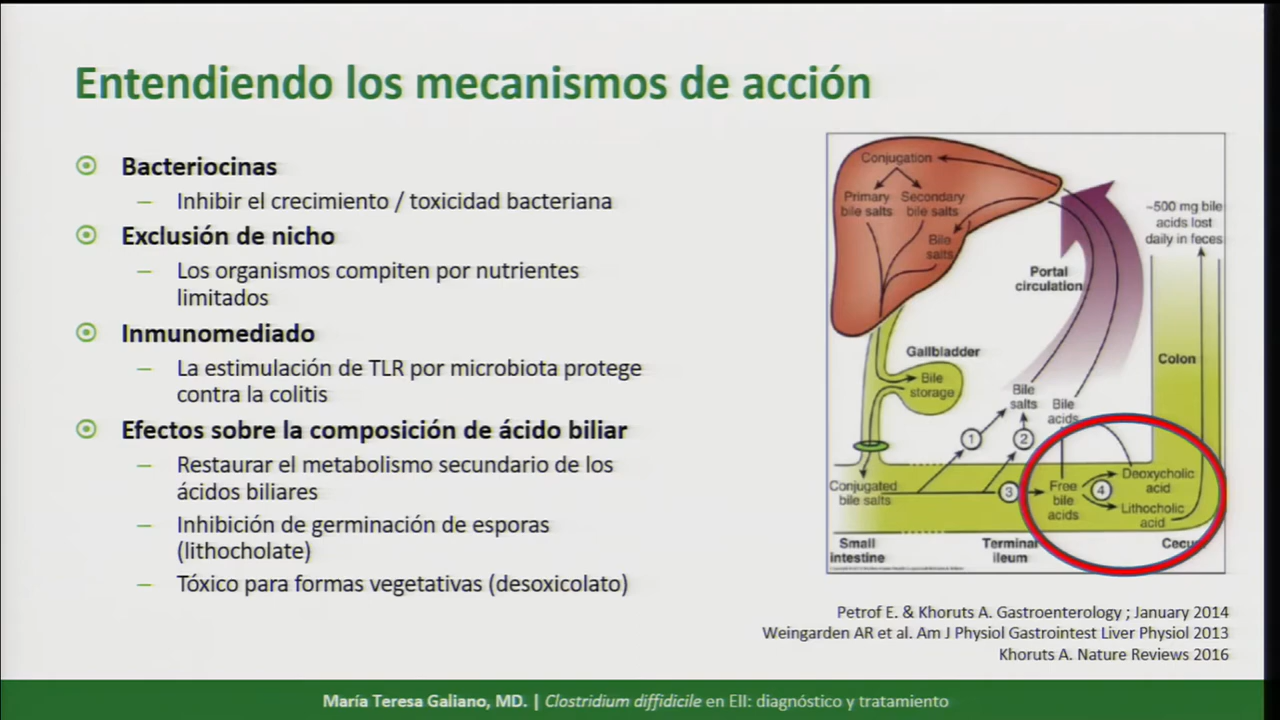 Entendiendo los mecanismos de acción
Bacteriocinas
– Inhibir el crecimiento / toxicidad bacteriana
Exclusión de nicho
– Los organismos compiten por nutrientes
limitados
Inmunomediado
– La estimulación de TLR por microbiota protege
contra la colitis
Efectos sobre la composición de ácido biliar
– Restaurar el metabolismo secundario de los
ácidos biliares
– Inhibición de germinación de esporas
(lithocholate)
– Tóxico para formas vegetativas (desoxicolato)
Conjugation
Primary
bile salts
Secondary
bile salts
Bile
salts
~500 mg bile
acids lost
daily in feces
Portal
circulation
Gallbladder
Bile
storage
Colon
Bile
salts
Bile
acids
1
2
Conjugated
bile salts
3
Free
bile
acids
4
Deoxycholic
acid
Lithocholic
acid
Small
intestine
Terminal
ileum
Cecu
Petrof E. & Khoruts A. Gastroenterology ; January 2014
Weingarden AR et al. Am J Physiol Gastrointest Liver Physiol 2013
Khoruts A. Nature Reviews 2016
María Teresa Galiano, MD. | Clostridium diffidicile en EII: diagnóstico y tratamiento